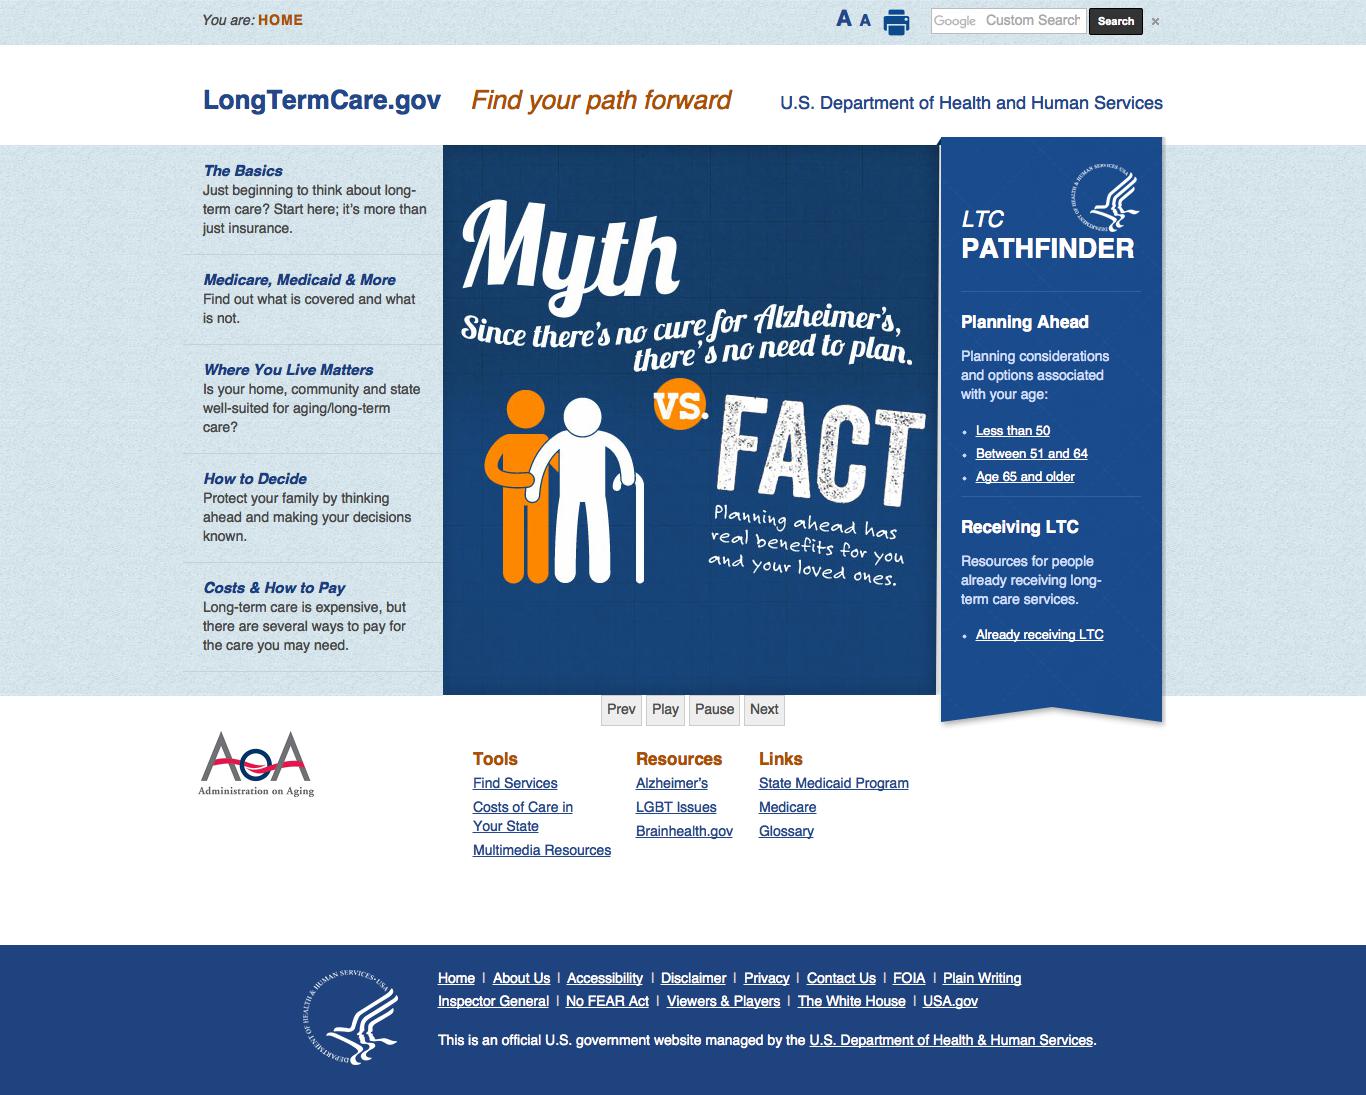 You are: HOME
A A
Google Custom Search
Search
×
LongTermCare.gov
Find your path forward
U.S. Department of Health and Human Services
The Basics
Just beginning to think about long-
term care? Start here; it's more than
just insurance.
Medicare, Medicaid & More
Find out what is covered and what
is not.
Where You Live Matters
Is your home, community and state
well-suited for aging/long-term
care?
How to Decide
Protect your family by thinking
ahead and making your decisions
known.
Costs & How to Pay
Long-term care is expensive, but
there are several ways to pay for
the care you may need.
Myth
Since there's no cure for Alzheimer's,
there's no need to plan.
VS.
FACT
Planning ahead has
real benefits for you
and your loved ones.
DEPARTMENT OF HEALTH & HUMAN SERVICES·USA
LTC
PATHFINDER
Planning Ahead
Planning considerations
and options associated
with your age:
• Less than 50
• Between 51 and 64
• Age 65 and older
Receiving LTC
Resources for people
already receiving long-
term care services.
• Already receiving LTC
Prev Play Pause Next
AoA
Administration on Aging
Tools
Find Services
Costs of Care in
Your State
Multimedia Resources
Resources
Alzheimer's
LGBT Issues
Brainhealth.gov
Links
State Medicaid Program
Medicare
Glossary
DEPARTMENT OF HEALTH & HUMAN SERVICES·USA
Home | About Us | Accessibility | Disclaimer | Privacy | Contact Us | FOIA | Plain Writing
Inspector General | No FEAR Act | Viewers & Players | The White House | USA.gov
This is an official U.S. government website managed by the U.S. Department of Health & Human Services.